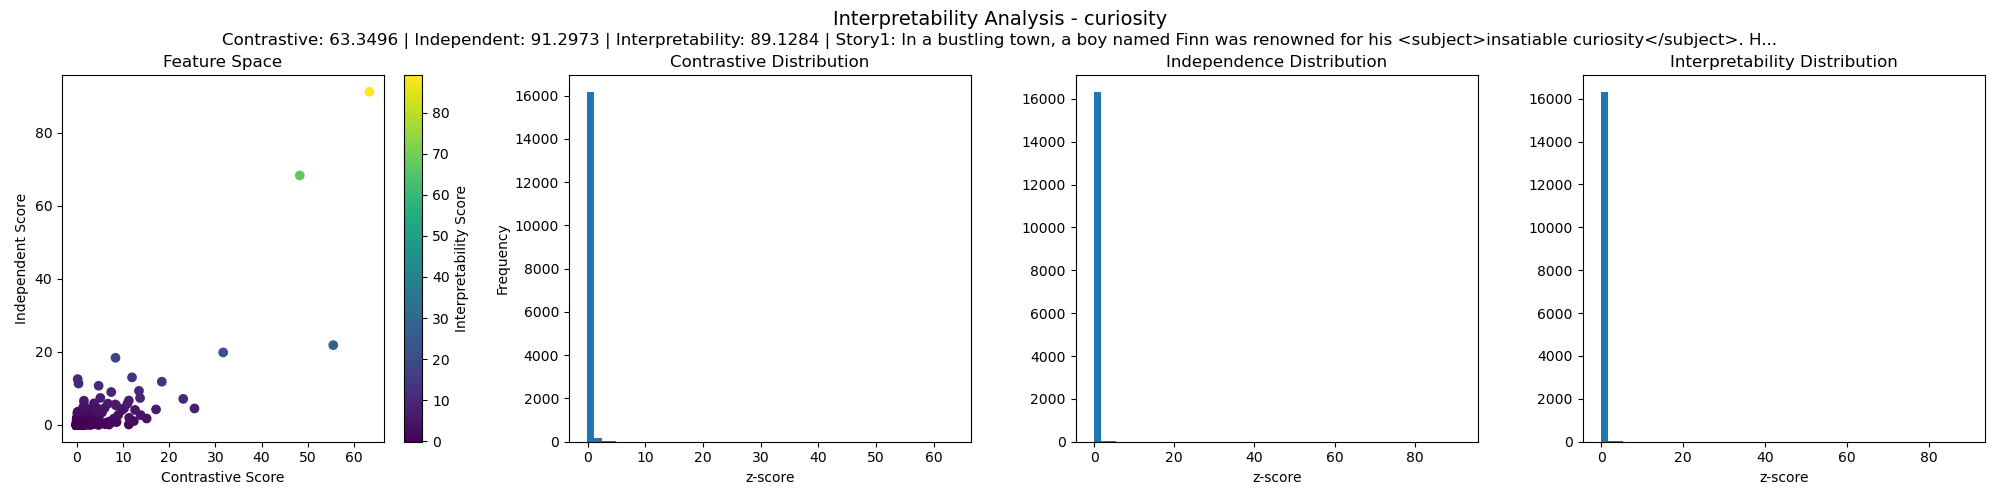 Interpretability Analysis - curiosity
Contrastive: 63.3496 | Independent: 91.2973 | Interpretability: 89.1284 | Story1: In a bustling town, a boy named Finn was renowned for his <subject>insatiable curiosity</subject>. H...
Feature Space
80
60
40
20
0
0 10 20 30 40 50 60
Independent Score
Contrastive Score
80
70
60
50
40
30
20
10
0
Interpretability Score
Contrastive Distribution
16000
14000
12000
10000
8000
6000
4000
2000
0
Frequency
0 10 20 30 40 50 60
z-score
Independence Distribution
16000
14000
12000
10000
8000
6000
4000
2000
0
0 20 40 60 80
z-score
Interpretability Distribution
16000
14000
12000
10000
8000
6000
4000
2000
0
0 20 40 60 80
z-score